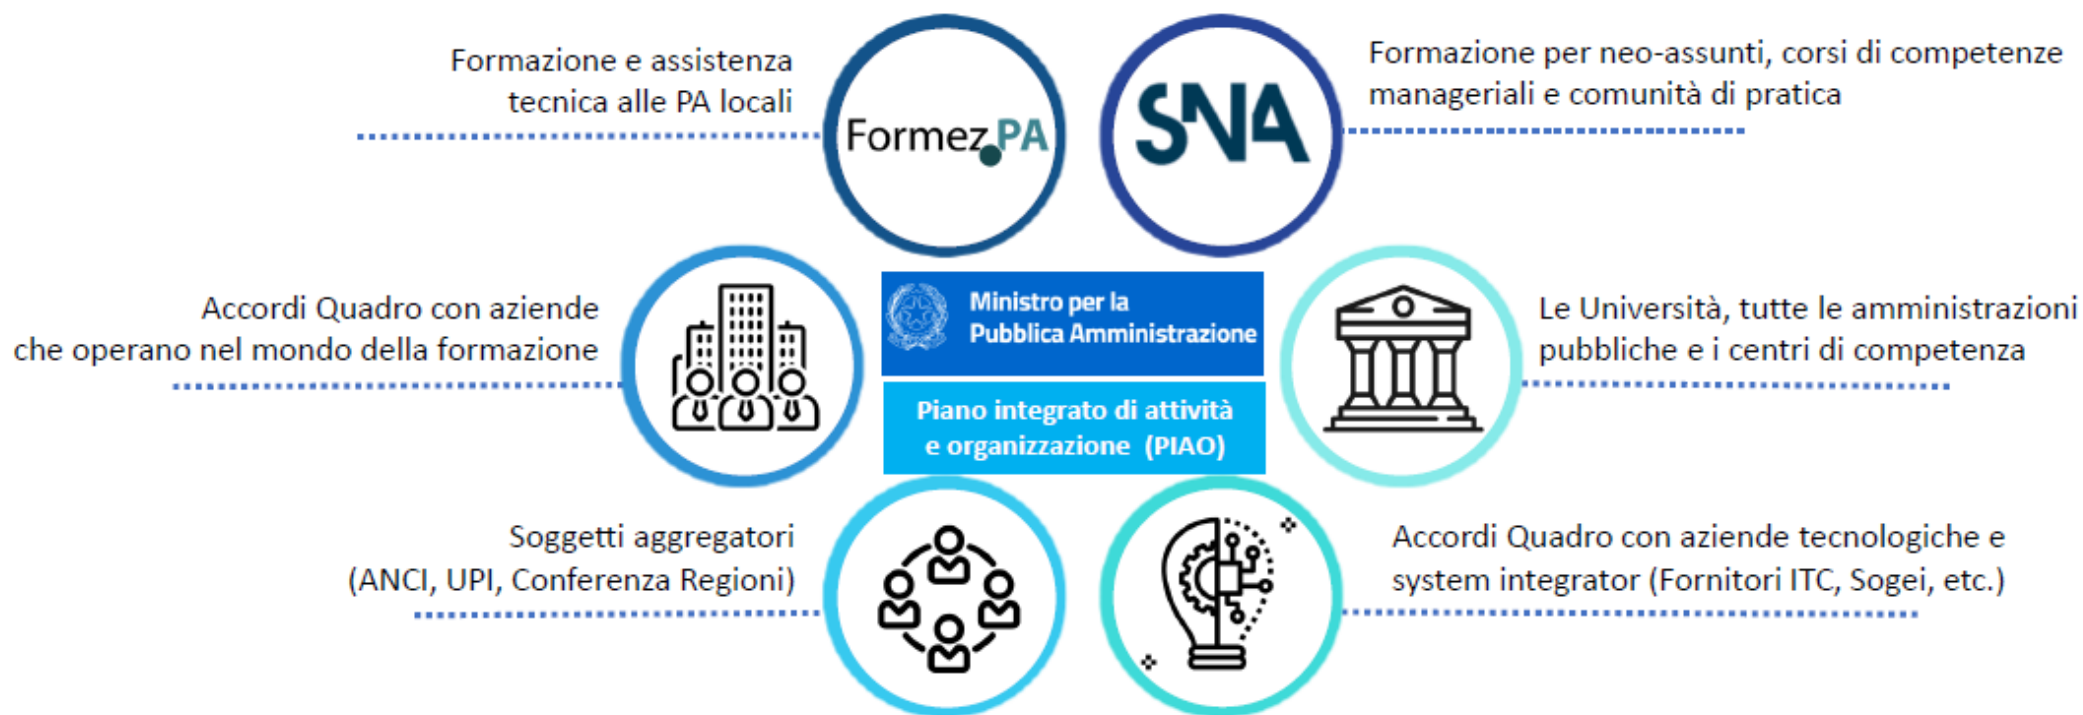 Formazione e assistenza
tecnica alle PA locali
Formez PA
SNA
Formazione per neo-assunti, corsi di competenze
manageriali e comunità di pratica
Accordi Quadro con aziende
che operano nel mondo della formazione
Ministro per la
Pubblica Amministrazione
Piano integrato di attività
e organizzazione (PIAO)
Le Università, tutte le amministrazioni
pubbliche e i centri di competenza
Soggetti aggregatori
(ANCI, UPI, Conferenza Regioni)
Accordi Quadro con aziende tecnologiche e
system integrator (Fornitori ITC, Sogei, etc.)